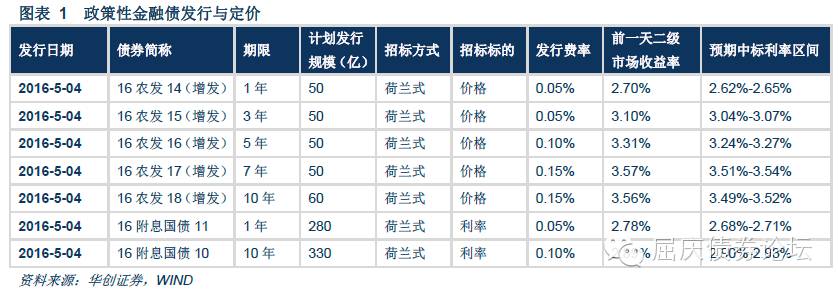 图表 1 政策性金融债发行与定价
发行日期 债券简称 期限 计划发行规模（亿） 招标方式 招标标的 发行费率 前一天二级市场收益率 预期中标利率区间
2016-5-04 16 农发 14（增发） 1 年 50 荷兰式 价格 0.05% 2.70% 2.62%-2.65%
2016-5-04 16 农发 15（增发） 3 年 50 荷兰式 价格 0.05% 3.10% 3.04%-3.07%
2016-5-04 16 农发 16（增发） 5 年 50 荷兰式 价格 0.10% 3.31% 3.24%-3.27%
2016-5-04 16 农发 17（增发） 7 年 50 荷兰式 价格 0.15% 3.57% 3.51%-3.54%
2016-5-04 16 农发 18（增发） 10 年 60 荷兰式 价格 0.15% 3.56% 3.49%-3.52%
2016-5-04 16 附息国债 11 1 年 280 荷兰式 利率 0.05% 2.78% 2.68%-2.71%
2016-5-04 16 附息国债 10 10 年 330 荷兰式 利率 0.10%
屈庆债券论坛
资料来源：华创证券，WIND